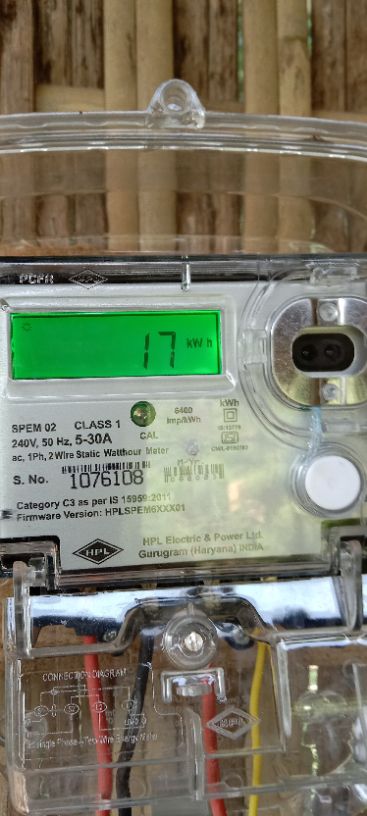 HPL
17 kWh
6400 kWh
imp/kWh
SPEM 02 CLASS 1
240V, 50 Hz, 5-30A CAL
ac, 1Ph, 2 Wire Static Watthour Meter
S. No. 1076108
Category C3 as per IS 15959:2011
Firmware Version: HPLSPEM6XXX01
HPL
HPL Electric & Power Ltd.
Gurugram (Haryana) INDIA
CONNECTION DIAGRAM
HPL